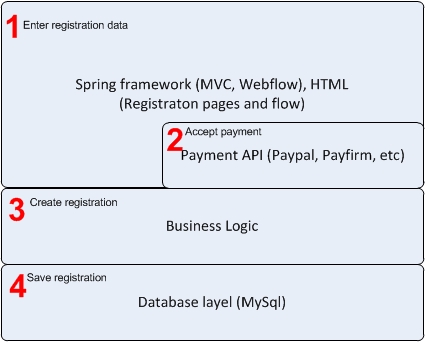 1 Enter registration data
Spring framework (MVC, Webflow), HTML
(Registraton pages and flow)
2 Accept payment
Payment API (Paypal, Payfirm, etc)
3 Create registration
Business Logic
4 Save registration
Database layel (MySql)